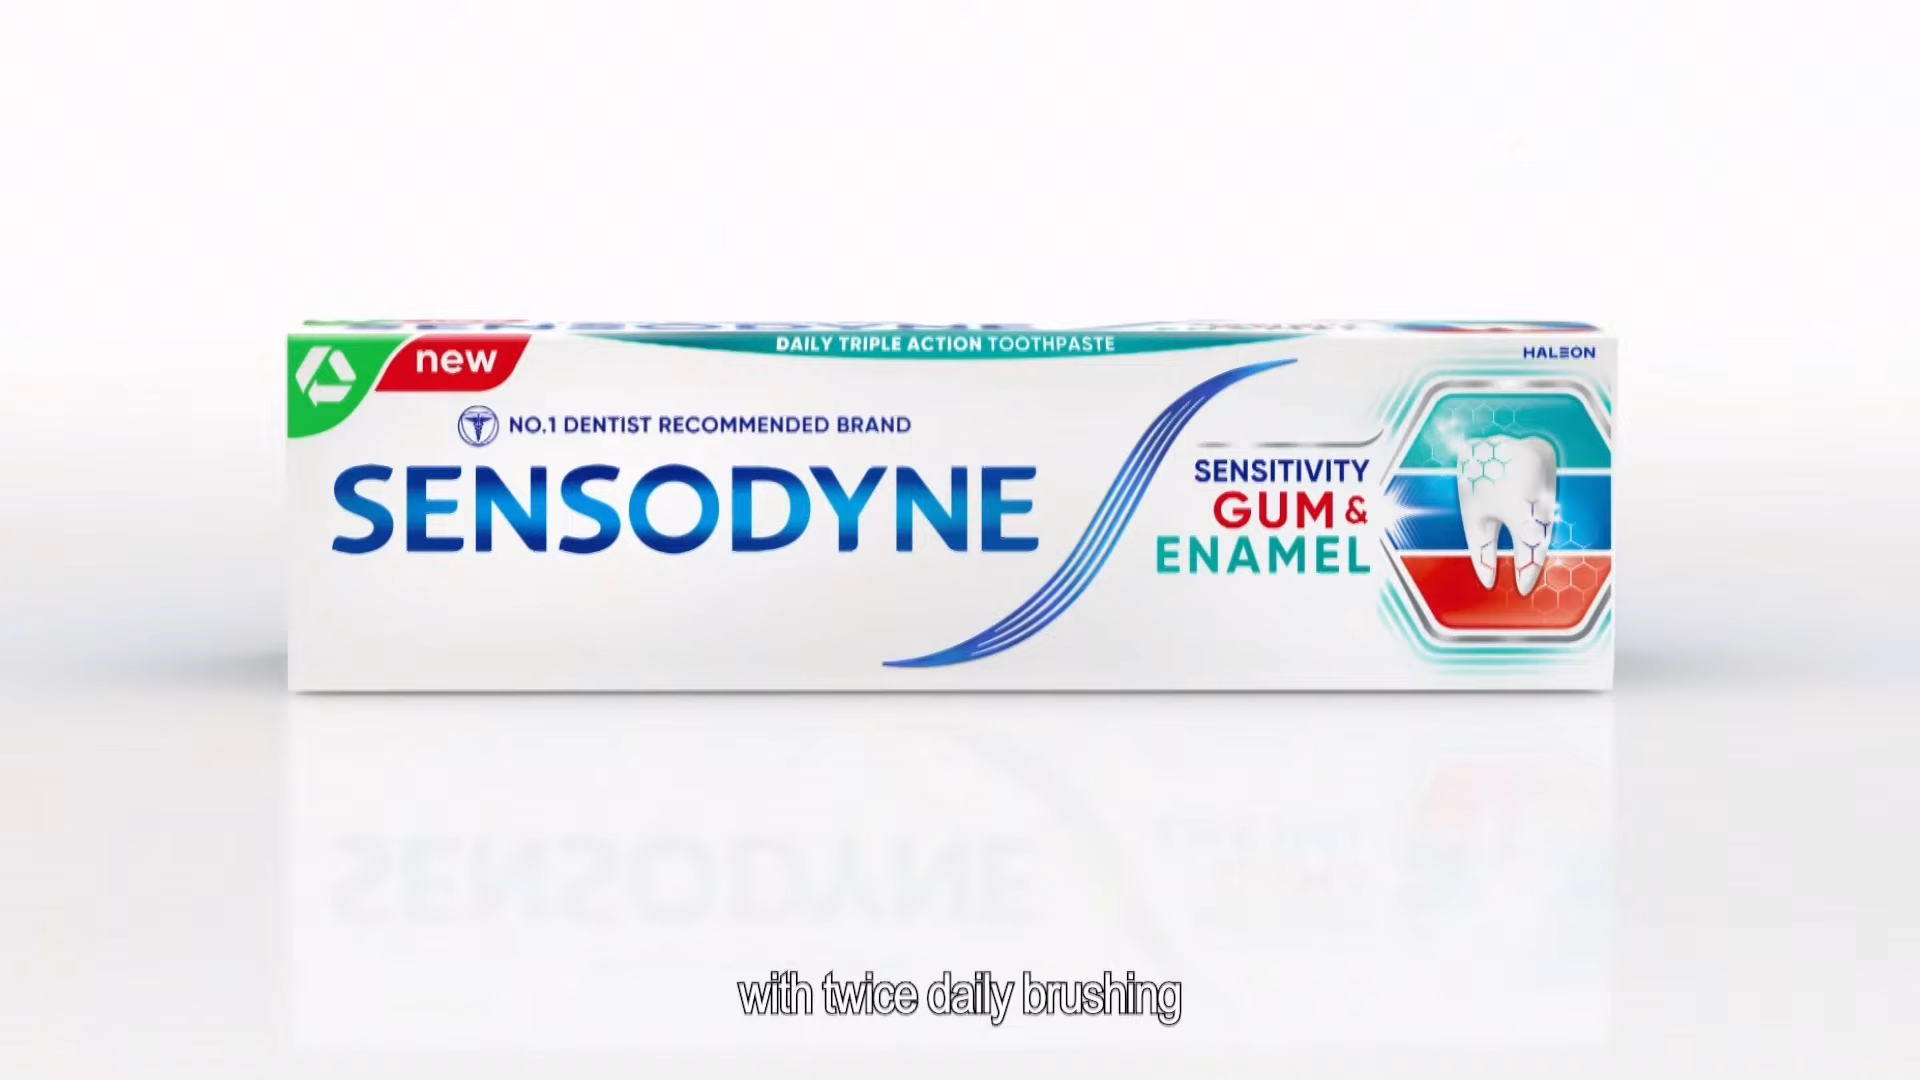 DAILY TRIPLE ACTION TOOTHPASTE
new
HALEON
NO.1 DENTIST RECOMMENDED BRAND
SENSODYNE
SENSITIVITY
GUM &
ENAMEL
with twice daily brushing